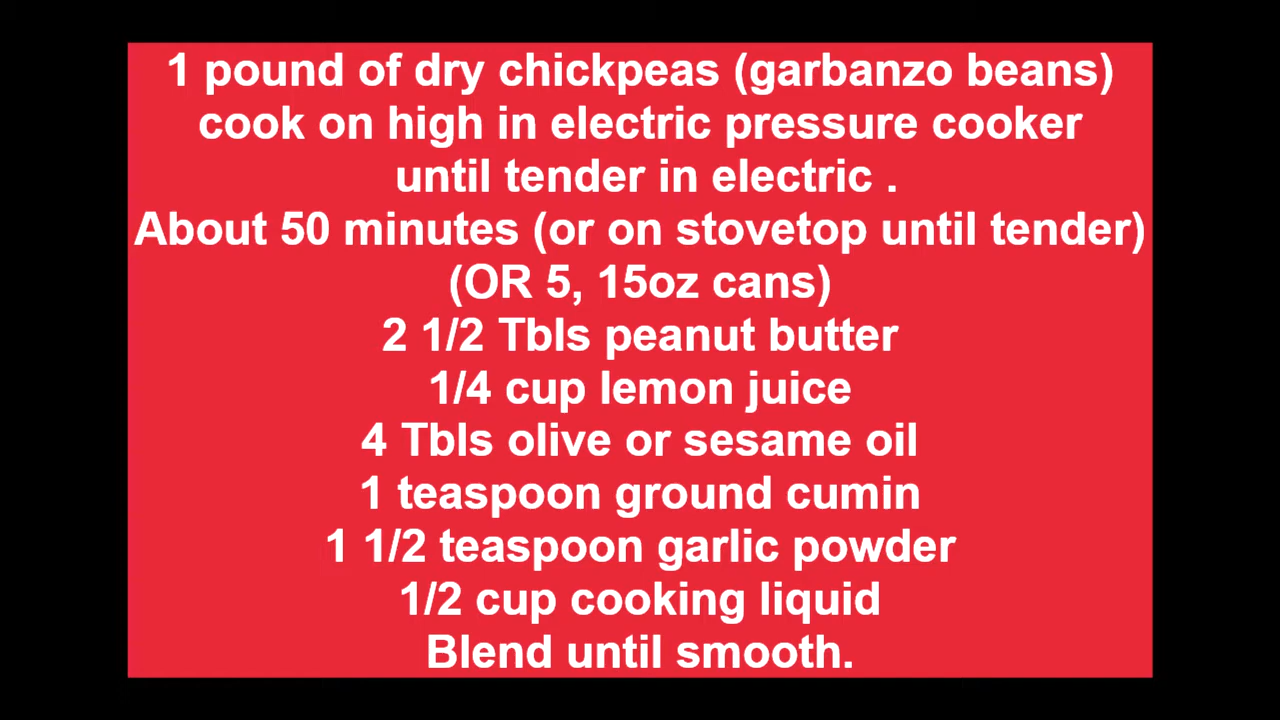 1 pound of dry chickpeas (garbanzo beans)
cook on high in electric pressure cooker
until tender in electric .
About 50 minutes (or on stovetop until tender)
(OR 5, 15oz cans)
2 1/2 Tbls peanut butter
1/4 cup lemon juice
4 Tbls olive or sesame oil
1 teaspoon ground cumin
1 1/2 teaspoon garlic powder
1/2 cup cooking liquid
Blend until smooth.